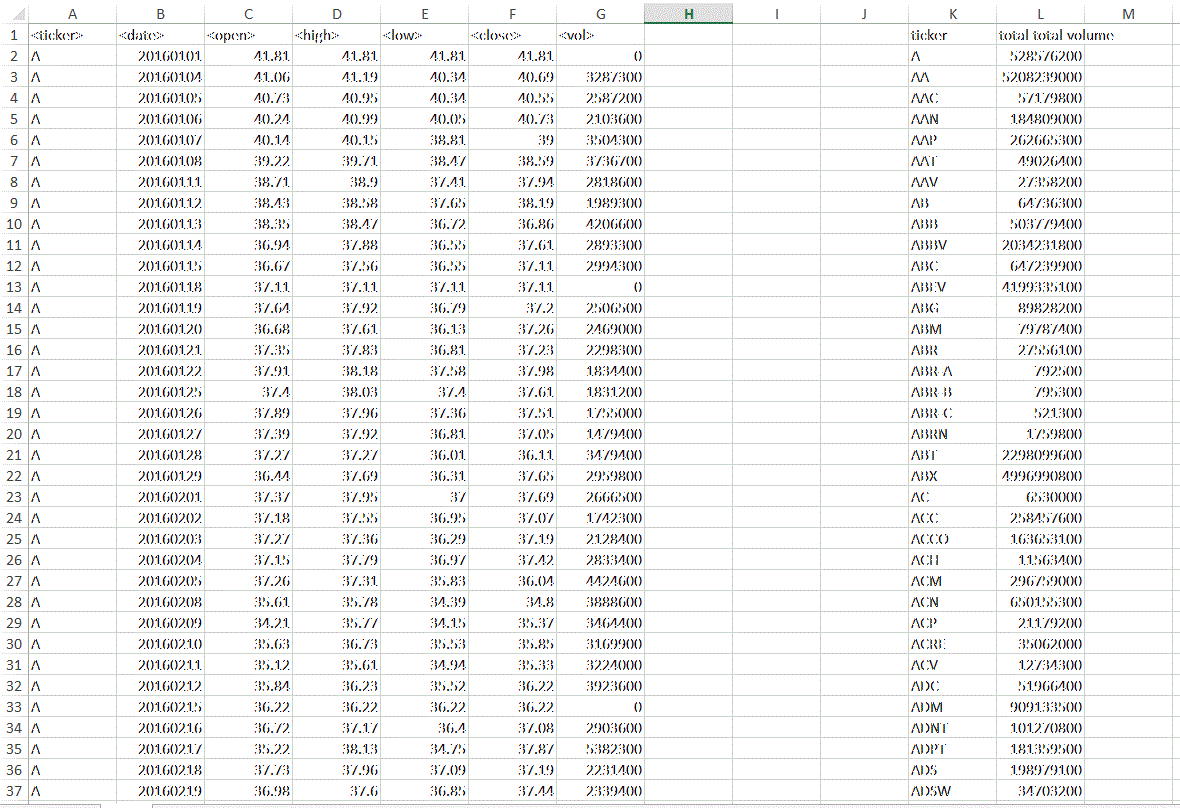 A B C D E F G H I J K L M
1 <ticker> <date> <open> <high> <low> <close> <vol> ticker total total volume
2 A 20160101 41.81 41.81 41.81 41.81 0 A 528576200
3 A 20160104 41.06 41.19 40.34 40.69 3287300 AA 5208239000
4 A 20160105 40.73 40.95 40.34 40.55 2587200 AAC 57179800
5 A 20160106 40.24 40.99 40.05 40.73 2103600 AAN 184809000
6 A 20160107 40.14 40.15 38.81 39 3504300 AAP 262665300
7 A 20160108 39.22 39.71 38.47 38.59 3736700 AAT 49026400
8 A 20160111 38.71 38.9 37.41 37.94 2818600 AAV 27358200
9 A 20160112 38.43 38.58 37.65 38.19 1989300 AB 64736300
10 A 20160113 38.35 38.47 36.72 36.86 4206600 ABB 503779400
11 A 20160114 36.94 37.88 36.55 37.61 2893300 ABBV 2034231800
12 A 20160115 36.67 37.56 36.55 37.11 2994300 ABC 647239900
13 A 20160118 37.11 37.11 37.11 37.11 0 ABEV 4199335100
14 A 20160119 37.64 37.92 36.79 37.2 2506500 ABG 89828200
15 A 20160120 36.68 37.61 36.13 37.26 2469000 ABM 79787400
16 A 20160121 37.35 37.83 36.81 37.23 2298300 ABR 27556100
17 A 20160122 37.91 38.18 37.58 37.98 1834400 ABR-A 792500
18 A 20160125 37.4 38.03 37.4 37.61 1831200 ABR-B 795300
19 A 20160126 37.89 37.96 37.36 37.51 1755000 ABR-C 521300
20 A 20160127 37.39 37.92 36.81 37.05 1479400 ABRN 1759800
21 A 20160128 37.27 37.27 36.01 36.11 3479400 ABT 2298099600
22 A 20160129 36.44 37.69 36.31 37.65 2959800 ABX 4996990800
23 A 20160201 37.37 37.95 37 37.69 2666500 AC 6530000
24 A 20160202 37.18 37.55 36.95 37.07 1742300 ACC 258457600
25 A 20160203 37.27 37.36 36.29 37.19 2128400 ACCO 163653100
26 A 20160204 37.15 37.79 36.97 37.42 2833400 ACH 11563400
27 A 20160205 37.26 37.31 35.83 36.04 4424600 ACM 296759000
28 A 20160208 35.61 35.78 34.39 34.8 3888600 ACN 650155300
29 A 20160209 34.21 35.77 34.15 35.37 3464400 ACP 21179200
30 A 20160210 35.63 36.73 35.53 35.85 3169900 ACRE 35062000
31 A 20160211 35.12 35.61 34.94 35.33 3224000 ACV 12734300
32 A 20160212 35.84 36.23 35.52 36.22 3923600 ADC 51966400
33 A 20160215 36.22 36.22 36.22 36.22 0 ADM 909133500
34 A 20160216 36.72 37.17 36.4 37.08 2903600 ADNT 101270800
35 A 20160217 35.22 38.13 34.75 37.87 5382300 ADPT 181359500
36 A 20160218 37.73 37.96 37.09 37.19 2231400 ADS 198979100
37 A 20160219 36.98 37.6 36.85 37.44 2339400 ADSW 34703200